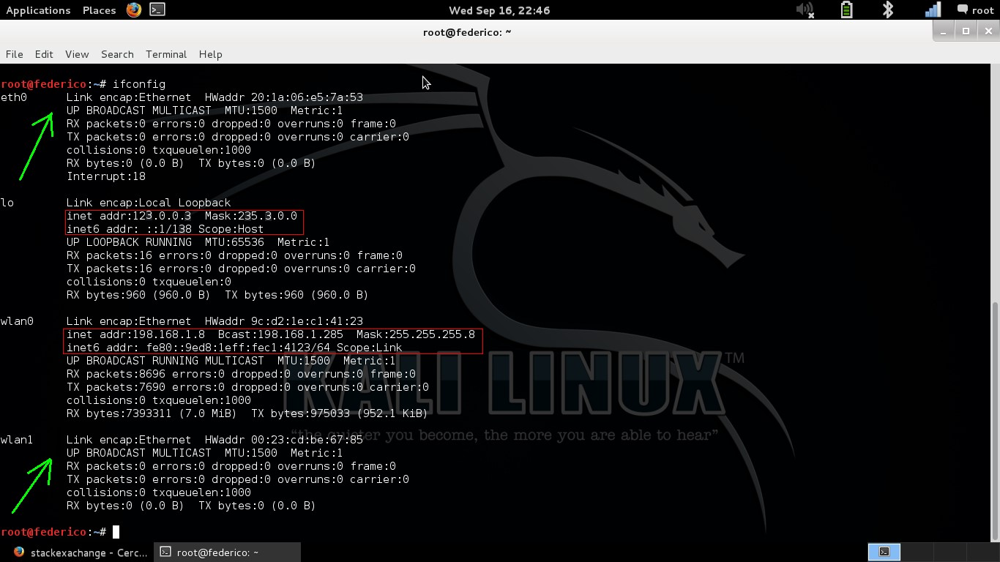 Applications Places Wed Sep 16, 22:46 root
root@federico: ~
File Edit View Search Terminal Help
root@federico:~# ifconfig
eth0 Link encap:Ethernet HWaddr 20:1a:06:e5:7a:53
UP BROADCAST MULTICAST MTU:1500 Metric:1
RX packets:0 errors:0 dropped:0 overruns:0 frame:0
TX packets:0 errors:0 dropped:0 overruns:0 carrier:0
collisions:0 txqueuelen:1000
RX bytes:0 (0.0 B) TX bytes:0 (0.0 B)
Interrupt:18
lo Link encap:Local Loopback
inet addr:123.0.0.3 Mask:235.3.0.0
inet6 addr: ::1/138 Scope:Host
UP LOOPBACK RUNNING MTU:65536 Metric:1
RX packets:16 errors:0 dropped:0 overruns:0 frame:0
TX packets:16 errors:0 dropped:0 overruns:0 carrier:0
collisions:0 txqueuelen:0
RX bytes:960 (960.0 B) TX bytes:960 (960.0 B)
wlan0 Link encap:Ethernet HWaddr 9c:d2:1e:c1:41:23
inet addr:198.168.1.8 Bcast:198.168.1.285 Mask:255.255.255.8
inet6 addr: fe80::9ed8:1eff:fec1:4123/64 Scope:Link
UP BROADCAST RUNNING MULTICAST MTU:1500 Metric:1
RX packets:8696 errors:0 dropped:0 overruns:0 frame:0
TX packets:7690 errors:0 dropped:0 overruns:0 carrier:0
collisions:0 txqueuelen:1000
RX bytes:7393311 (7.0 MiB) TX bytes:975033 (952.1 KiB)
KALI LINUX™
"the quieter you become, the more you are able to hear"
wlan1 Link encap:Ethernet HWaddr 00:23:cd:be:67:85
UP BROADCAST MULTICAST MTU:1500 Metric:1
RX packets:0 errors:0 dropped:0 overruns:0 frame:0
TX packets:0 errors:0 dropped:0 overruns:0 carrier:0
collisions:0 txqueuelen:1000
RX bytes:0 (0.0 B) TX bytes:0 (0.0 B)
root@federico:~#
stackexachange - Cerc... root@federico: ~